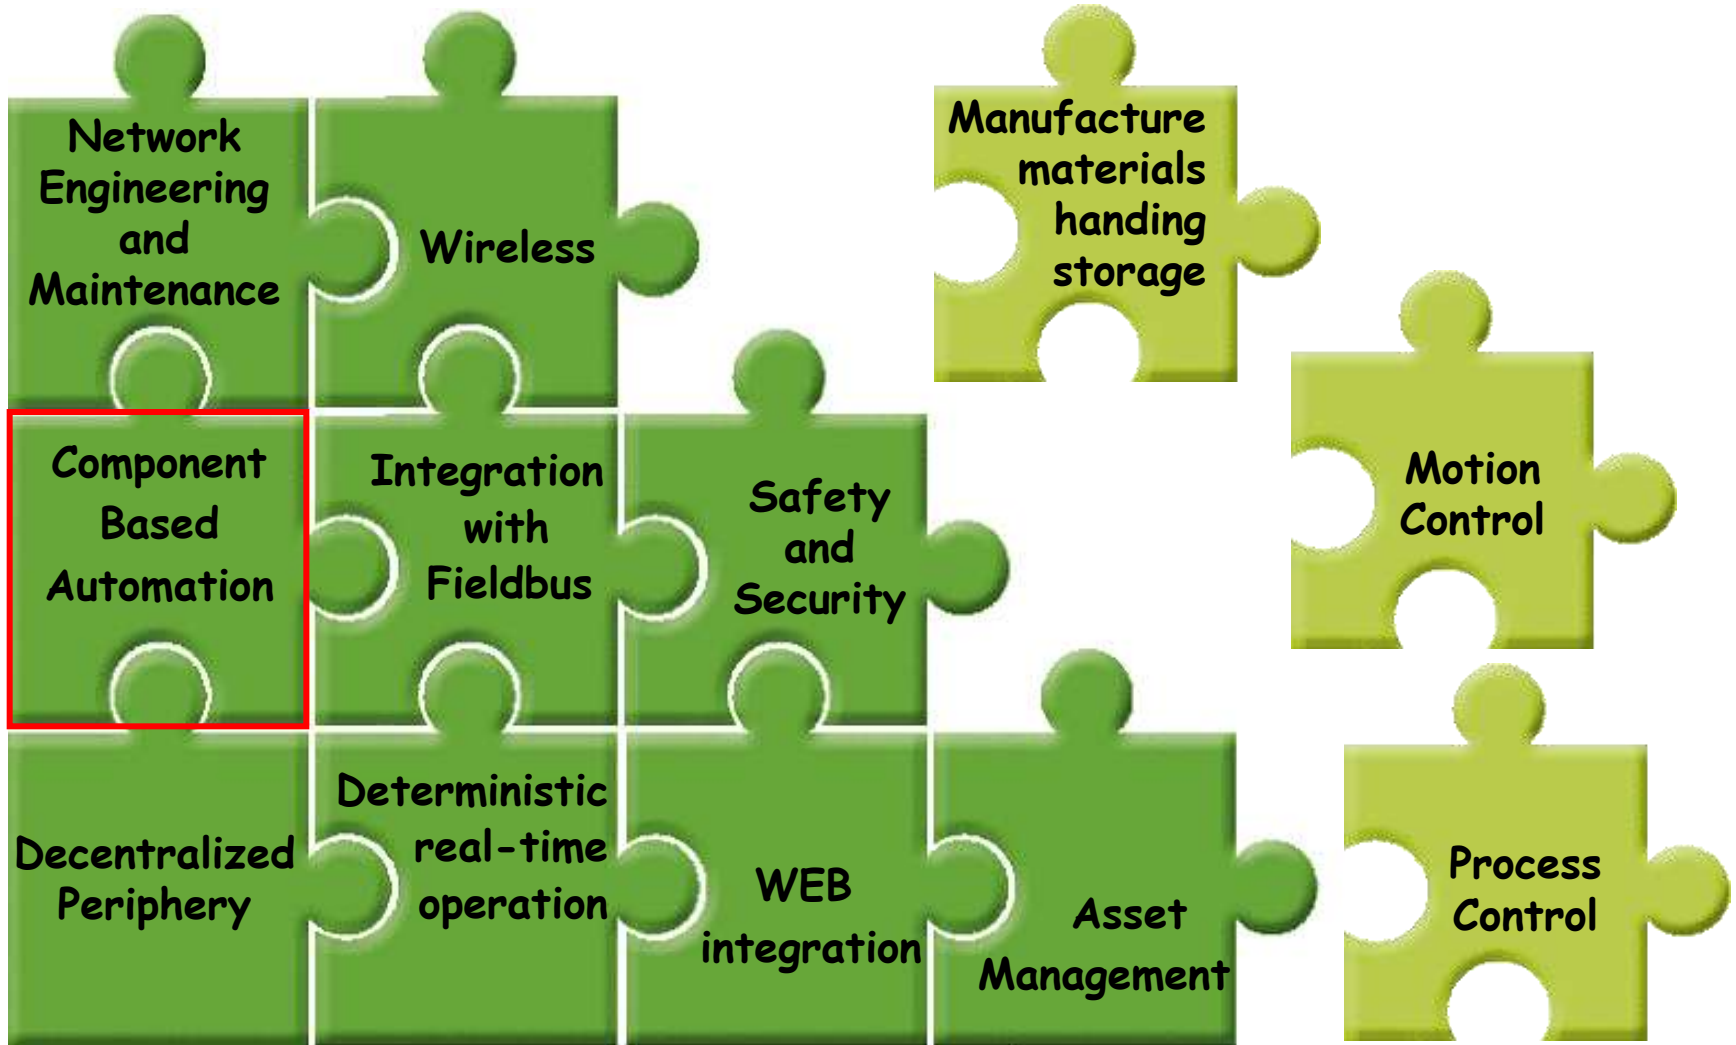 Network
Engineering
and
Maintenance
Wireless
Manufacture
materials
handing
storage
Component
Based
Automation
Integration
with
Fieldbus
Safety
and
Security
Motion
Control
Decentralized
Periphery
Deterministic
real-time
operation
WEB
integration
Asset
Management
Process
Control